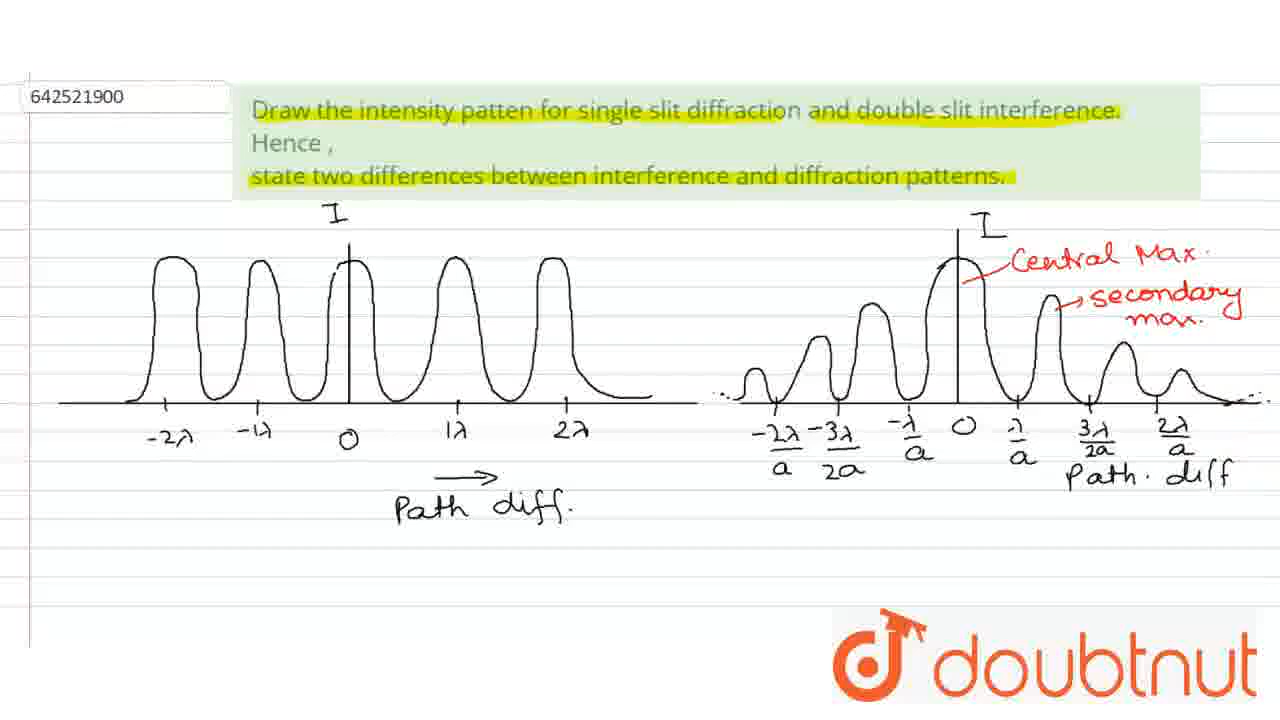 642521900
Draw the intensity patten for single slit diffraction and double slit interference.
Hence ,
state two differences between interference and diffraction patterns.
I
I
Central Max.
secondary
max.
-2λ -1λ 0 1λ 2λ
-2λ/a -3λ/2a -λ/a 0 λ/a 3λ/2a 2λ/a
Path. diff
Path diff.
doubtnut